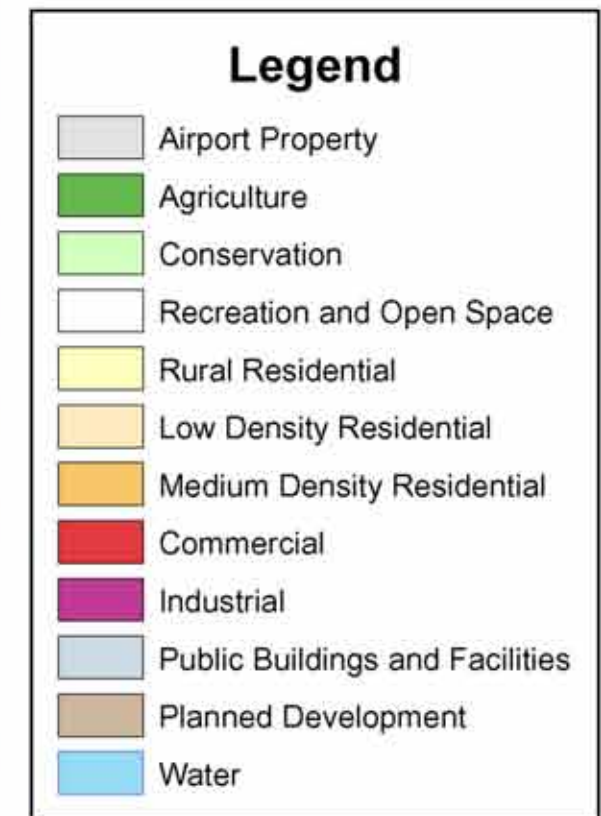 Legend
Airport Property
Agriculture
Conservation
Recreation and Open Space
Rural Residential
Low Density Residential
Medium Density Residential
Commercial
Industrial
Public Buildings and Facilities
Planned Development
Water